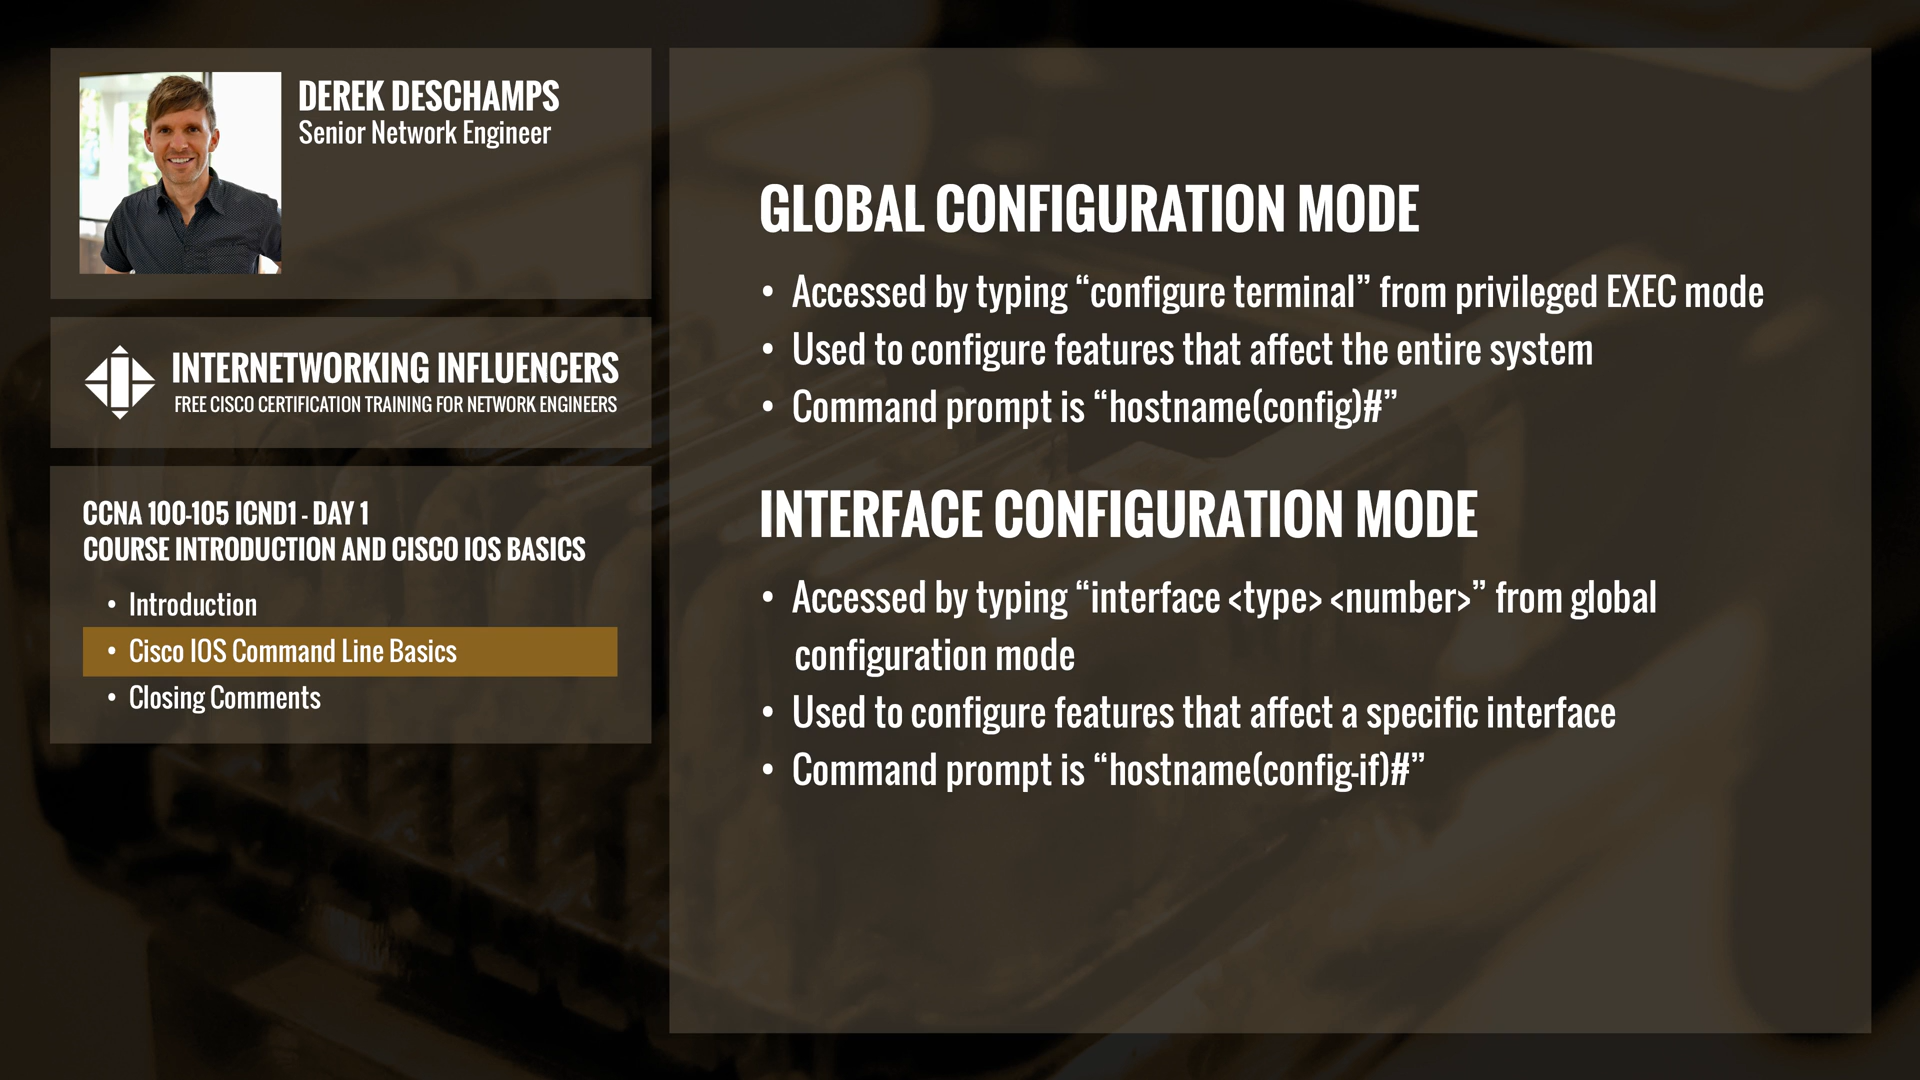 DEREK DESCHAMPS
Senior Network Engineer
INTERNETWORKING INFLUENCERS
FREE CISCO CERTIFICATION TRAINING FOR NETWORK ENGINEERS
CCNA 100-105 ICND1 - DAY 1
COURSE INTRODUCTION AND CISCO IOS BASICS
• Introduction
• Cisco IOS Command Line Basics
• Closing Comments
GLOBAL CONFIGURATION MODE
• Accessed by typing “configure terminal” from privileged EXEC mode
• Used to configure features that affect the entire system
• Command prompt is “hostname(config)#”
INTERFACE CONFIGURATION MODE
• Accessed by typing “interface <type> <number>” from global
configuration mode
• Used to configure features that affect a specific interface
• Command prompt is “hostname(config-if)#”